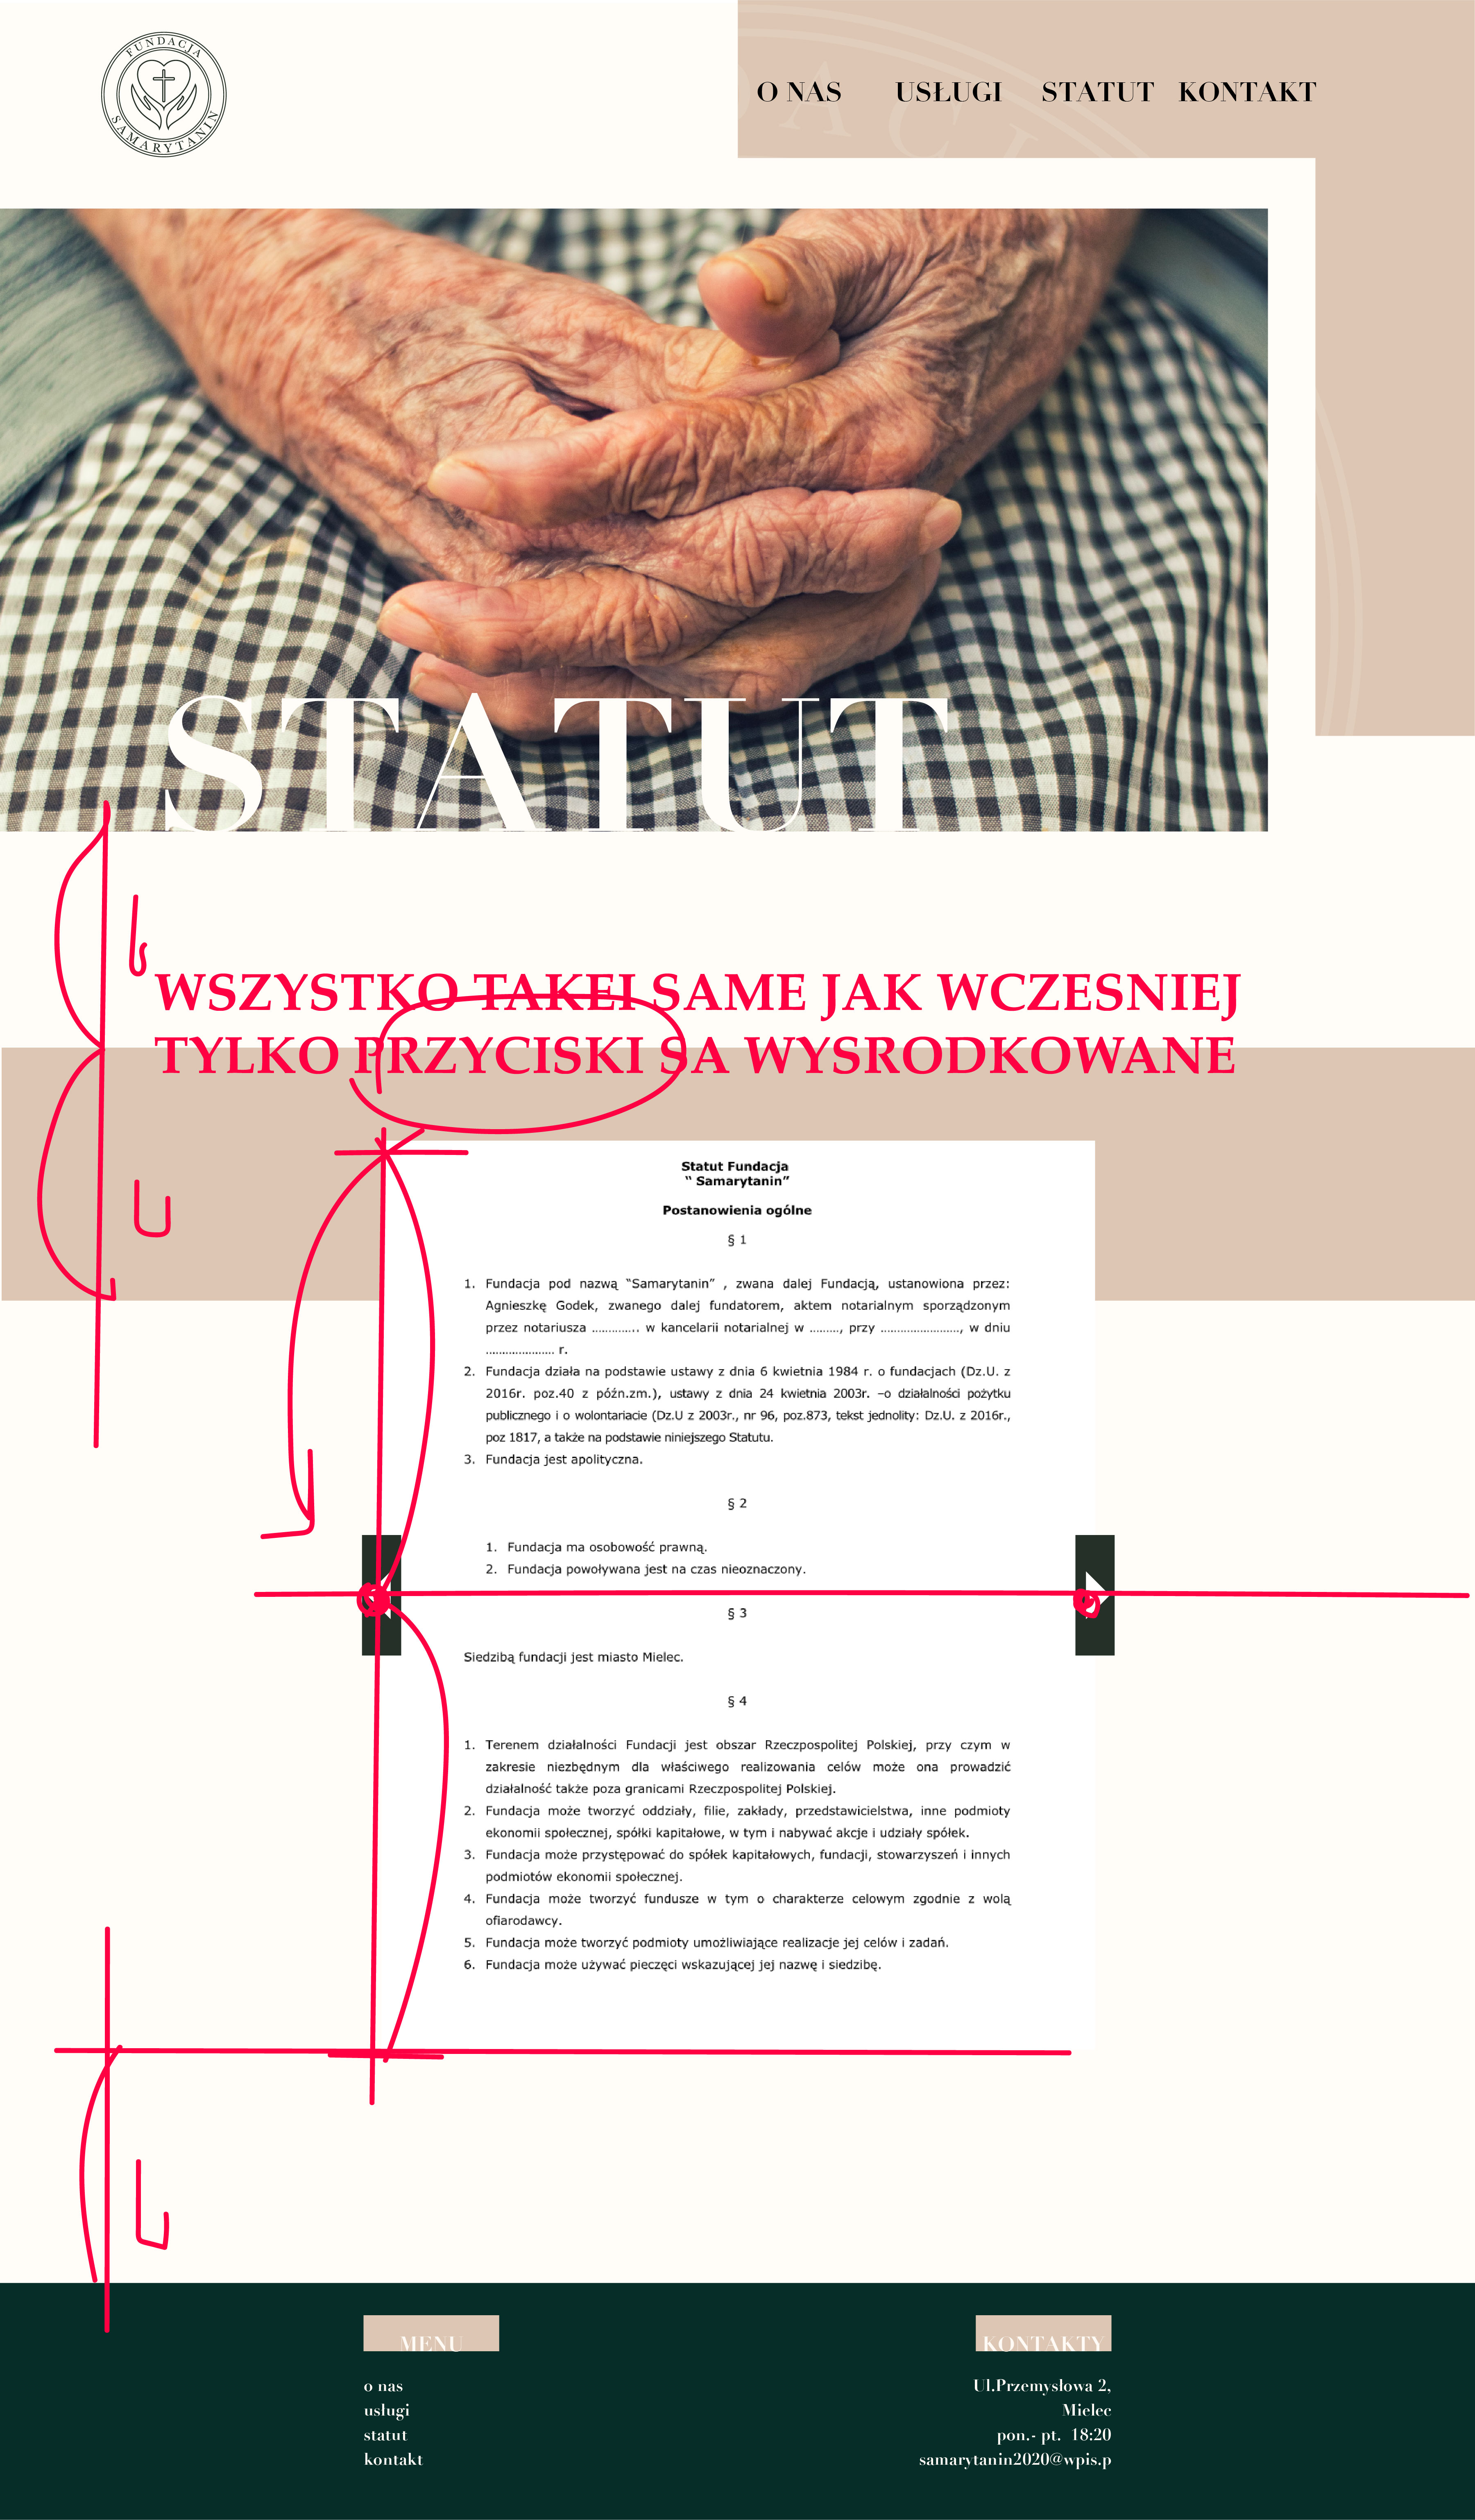 FUNDACJA
SAMARYTANIN
O NAS USŁUGI STATUT KONTAKT
STATUT
WSZYSTKO TAKEI SAME JAK WCZESNIEJ
TYLKO PRZYCISKI SA WYSRODKOWANE
Statut Fundacja
“ Samarytanin”
Postanowienia ogólne
§ 1
1. Fundacja pod nazwą “Samarytanin” , zwana dalej Fundacją, ustanowiona przez:
Agnieszkę Godek, zwanego dalej fundatorem, aktem notarialnym sporządzonym
przez notariusza ………….. w kancelarii notarialnej w ………, przy ……………………, w dniu
………………… r.
2. Fundacja działa na podstawie ustawy z dnia 6 kwietnia 1984 r. o fundacjach (Dz.U. z
2016r. poz.40 z późn.zm.), ustawy z dnia 24 kwietnia 2003r. –o działalności pożytku
publicznego i o wolontariacie (Dz.U z 2003r., nr 96, poz.873, tekst jednolity: Dz.U. z 2016r.,
poz 1817, a także na podstawie niniejszego Statutu.
3. Fundacja jest apolityczna.
§ 2
1. Fundacja ma osobowość prawną.
2. Fundacja powoływana jest na czas nieoznaczony.
§ 3
Siedzibą fundacji jest miasto Mielec.
§ 4
1. Terenem działalności Fundacji jest obszar Rzeczpospolitej Polskiej, przy czym w
zakresie niezbędnym dla właściwego realizowania celów może ona prowadzić
działalność także poza granicami Rzeczpospolitej Polskiej.
2. Fundacja może tworzyć oddziały, filie, zakłady, przedstawicielstwa, inne podmioty
ekonomii społecznej, spółki kapitałowe, w tym i nabywać akcje i udziały spółek.
3. Fundacja może przystępować do spółek kapitałowych, fundacji, stowarzyszeń i innych
podmiotów ekonomii społecznej.
4. Fundacja może tworzyć fundusze w tym o charakterze celowym zgodnie z wolą
ofiarodawcy.
5. Fundacja może tworzyć podmioty umożliwiające realizacje jej celów i zadań.
6. Fundacja może używać pieczęci wskazującej jej nazwę i siedzibę.
MENU KONTAKTY
o nas
usługi
statut
kontakt
Ul.Przemysłowa 2,
Mielec
pon.- pt. 18:20
samarytanin2020@wpis.p